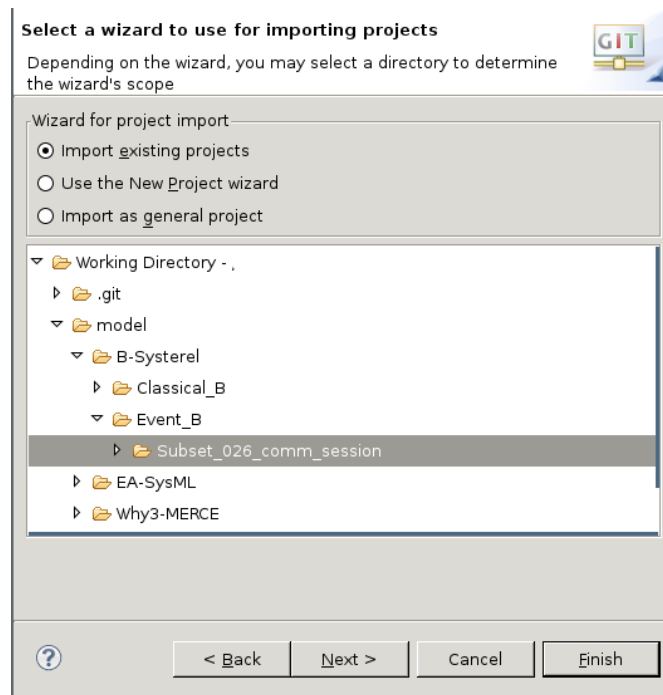 Select a wizard to use for importing projects
GIT
Depending on the wizard, you may select a directory to determine
the wizard's scope
Wizard for project import
Import existing projects
Use the New Project wizard
Import as general project
Working Directory - ,
.git
model
B-Systerel
Classical_B
Event_B
Subset_026_comm_session
EA-SysML
Why3-MERCE
?
< Back
Next >
Cancel
Finish